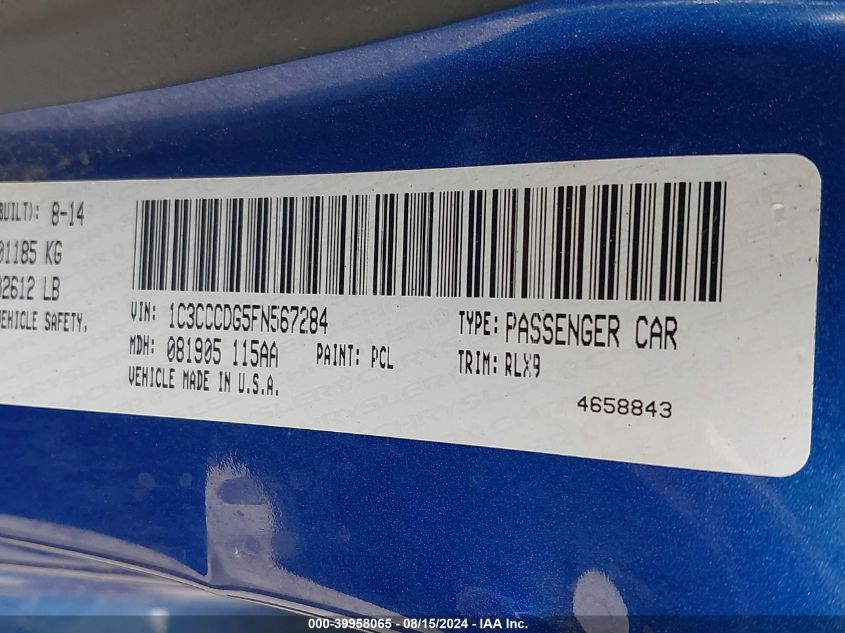 BUILT): 8-14
01185 KG
02612 LB
VEHICLE SAFETY,
VIN: 1C3CCCDG5FN567284
TYPE: PASSENGER CAR
MDH: 081905 115AA
PAINT: PCL
TRIM: RLX9
VEHICLE MADE IN U.S.A.
4658843
000-39958065 - 08/15/2024 - IAA Inc.